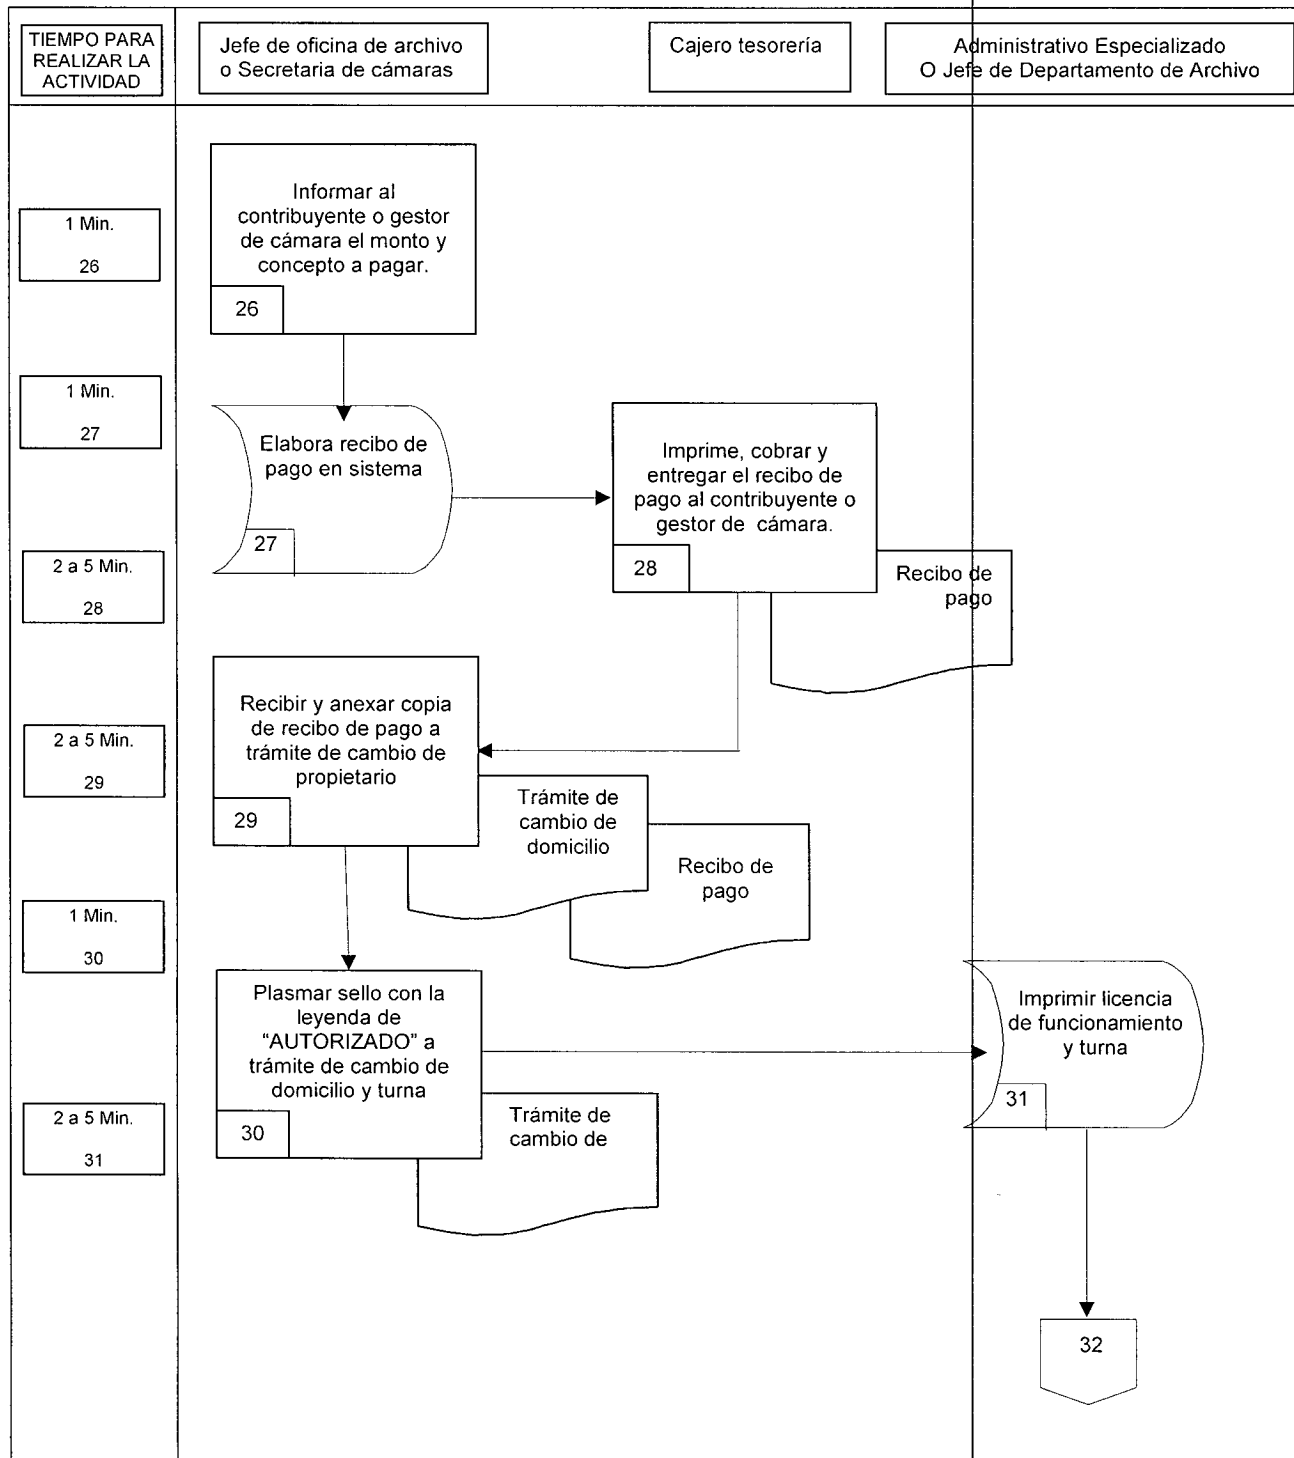 TIEMPO PARA
REALIZAR LA
ACTIVIDAD
Jefe de oficina de archivo
o Secretaria de cámaras
Cajero tesorería
Administrativo Especializado
O Jefe de Departamento de Archivo
1 Min.
26
Informar al
contribuyente o gestor
de cámara el monto y
concepto a pagar.
26
1 Min.
27
Elabora recibo de
pago en sistema
27
Imprime, cobrar y
entregar el recibo de
pago al contribuyente o
gestor de cámara.
28
Recibo de
pago
2 a 5 Min.
28
Recibir y anexar copia
de recibo de pago a
trámite de cambio de
propietario
29
Trámite de
cambio de
domicilio
Recibo de
pago
2 a 5 Min.
29
1 Min.
30
Plasmar sello con la
leyenda de
“AUTORIZADO” a
trámite de cambio de
domicilio y turna
30
Trámite de
cambio de
Imprimir licencia
de funcionamiento
y turna
31
2 a 5 Min.
31
32